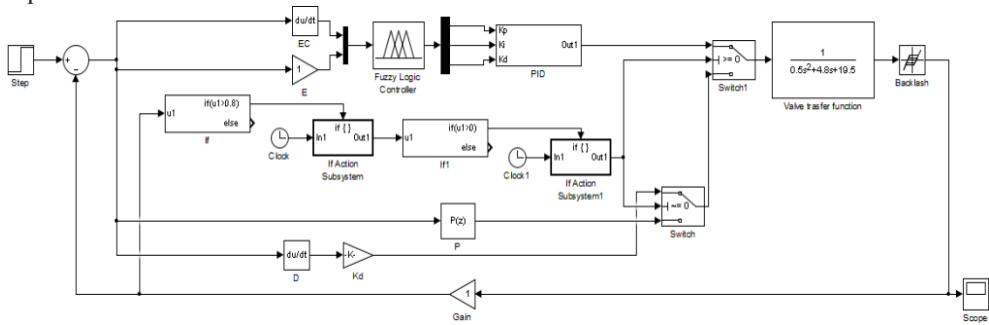 Step
+
-
du/dt
EC
1
E
Fuzzy Logic
Controller
Kp
Ki
Kd
Out1
PID
>= 0
Switch1
1
0.5s²+4.8s+19.5
Valve trasfer function
Backlash
u1
if(u1>0.8)
else
If
Clock
if { }
In1
Out1
If Action
Subsystem
u1
if(u1>0)
else
If1
Clock1
if { }
In1
Out1
If Action
Subsystem1
~= 0
Switch
P(z)
P
du/dt
D
-K-
Kd
1
Gain
Scope